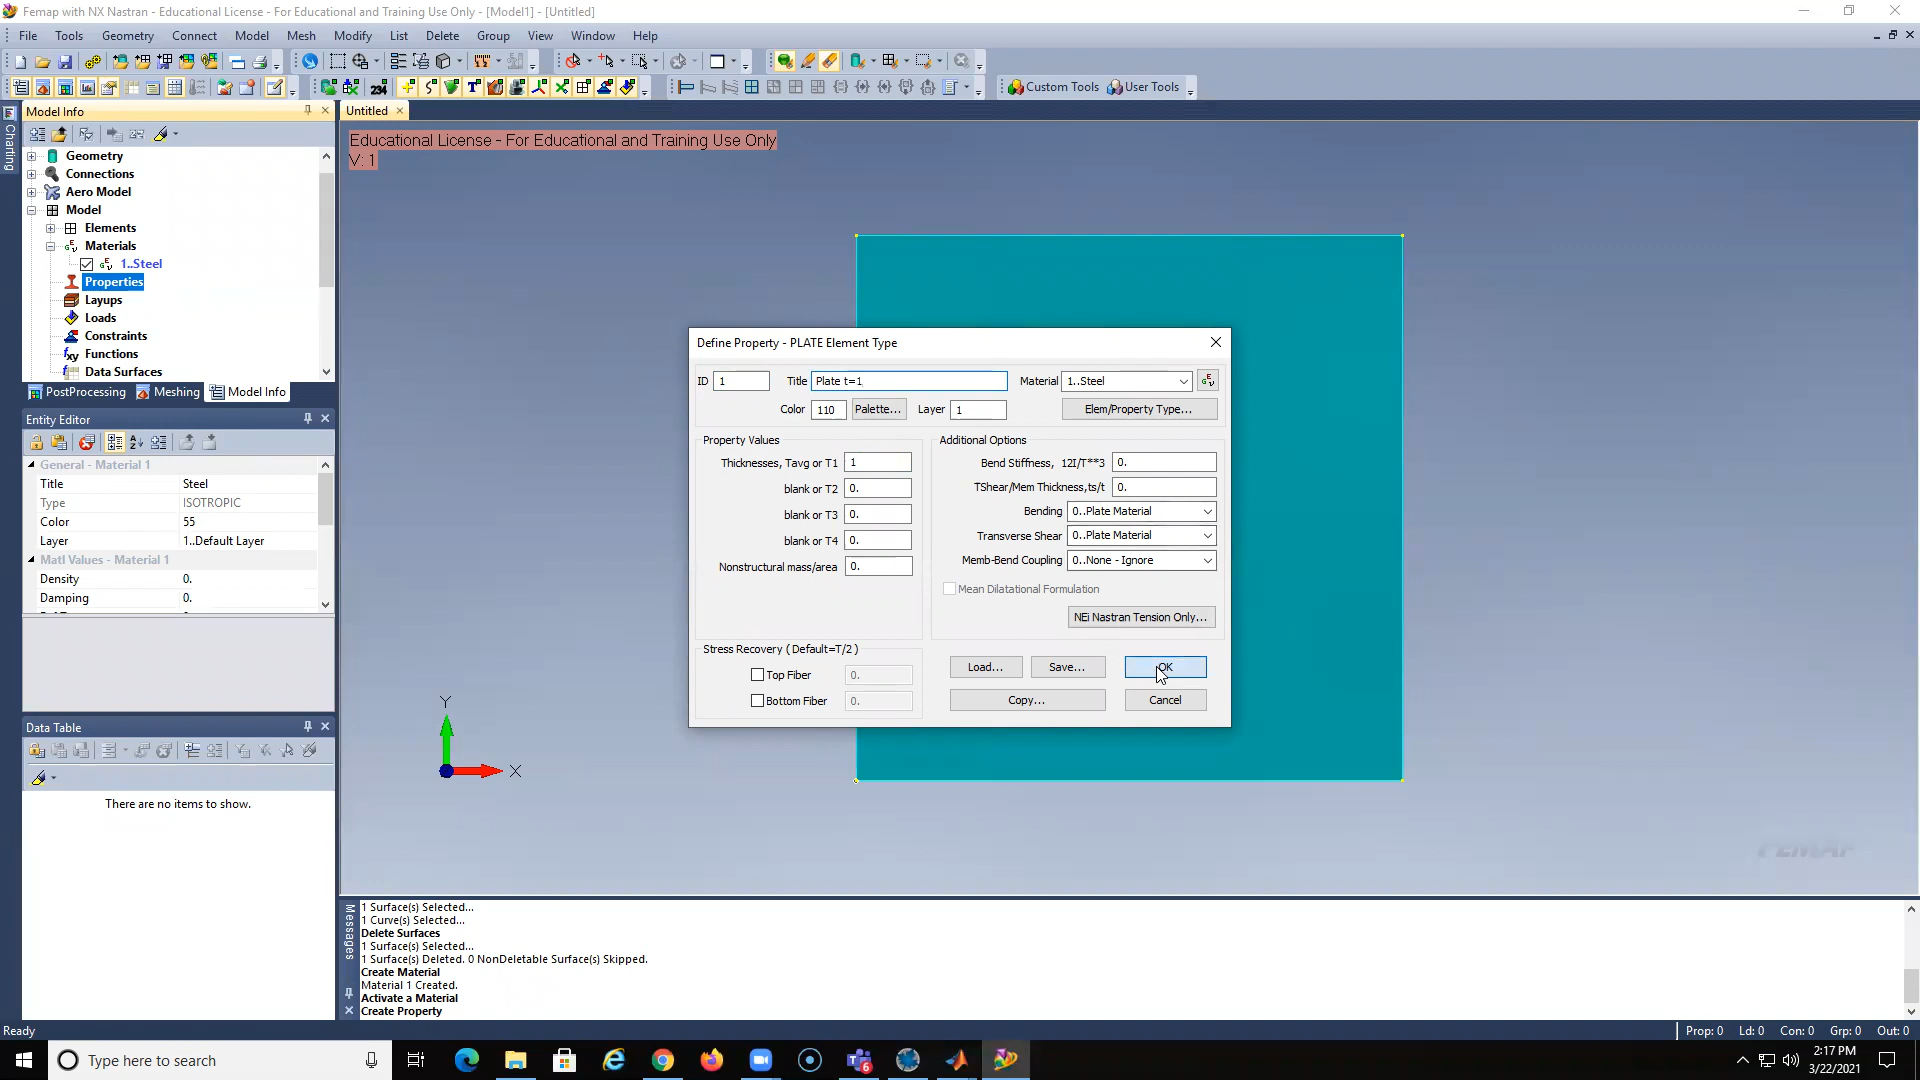 Femap with NX Nastran - Educational License - For Educational and Training Use Only - [Model1] - [Untitled]
File Tools Geometry Connect Model Mesh Modify List Delete Group View Window Help
234 Custom Tools User Tools
Charting
Model Info
Geometry
Connections
Aero Model
Model
Elements
Materials
1..Steel
Properties
Layups
Loads
Constraints
Functions
Data Surfaces
PostProcessing Meshing Model Info
Entity Editor
General - Material 1
Title Steel
Type ISOTROPIC
Color 55
Layer 1..Default Layer
Matl Values - Material 1
Density 0.
Damping 0.
Data Table
There are no items to show.
Untitled
Educational License - For Educational and Training Use Only
V: 1
Y
X
FEMAP
Define Property - PLATE Element Type
ID 1 Title Plate t=1 Material 1..Steel
Color 110 Palette... Layer 1 Elem/Property Type...
Property Values
Thicknesses, Tavg or T1 1
blank or T2 0.
blank or T3 0.
blank or T4 0.
Nonstructural mass/area 0.
Additional Options
Bend Stiffness, 12I/T**3 0.
TShear/Mem Thickness,ts/t 0.
Bending 0..Plate Material
Transverse Shear 0..Plate Material
Memb-Bend Coupling 0..None - Ignore
Mean Dilatational Formulation
NEi Nastran Tension Only...
Stress Recovery ( Default=T/2 )
Top Fiber 0.
Bottom Fiber 0.
Load... Save... OK
Copy... Cancel
Messages
1 Surface(s) Selected...
1 Curve(s) Selected...
Delete Surfaces
1 Surface(s) Selected...
1 Surface(s) Deleted. 0 NonDeletable Surface(s) Skipped.
Create Material
Material 1 Created.
Activate a Material
Create Property
Ready
Prop: 0 Ld: 0 Con: 0 Grp: 0 Out: 0
Type here to search
6
2:17 PM
3/22/2021